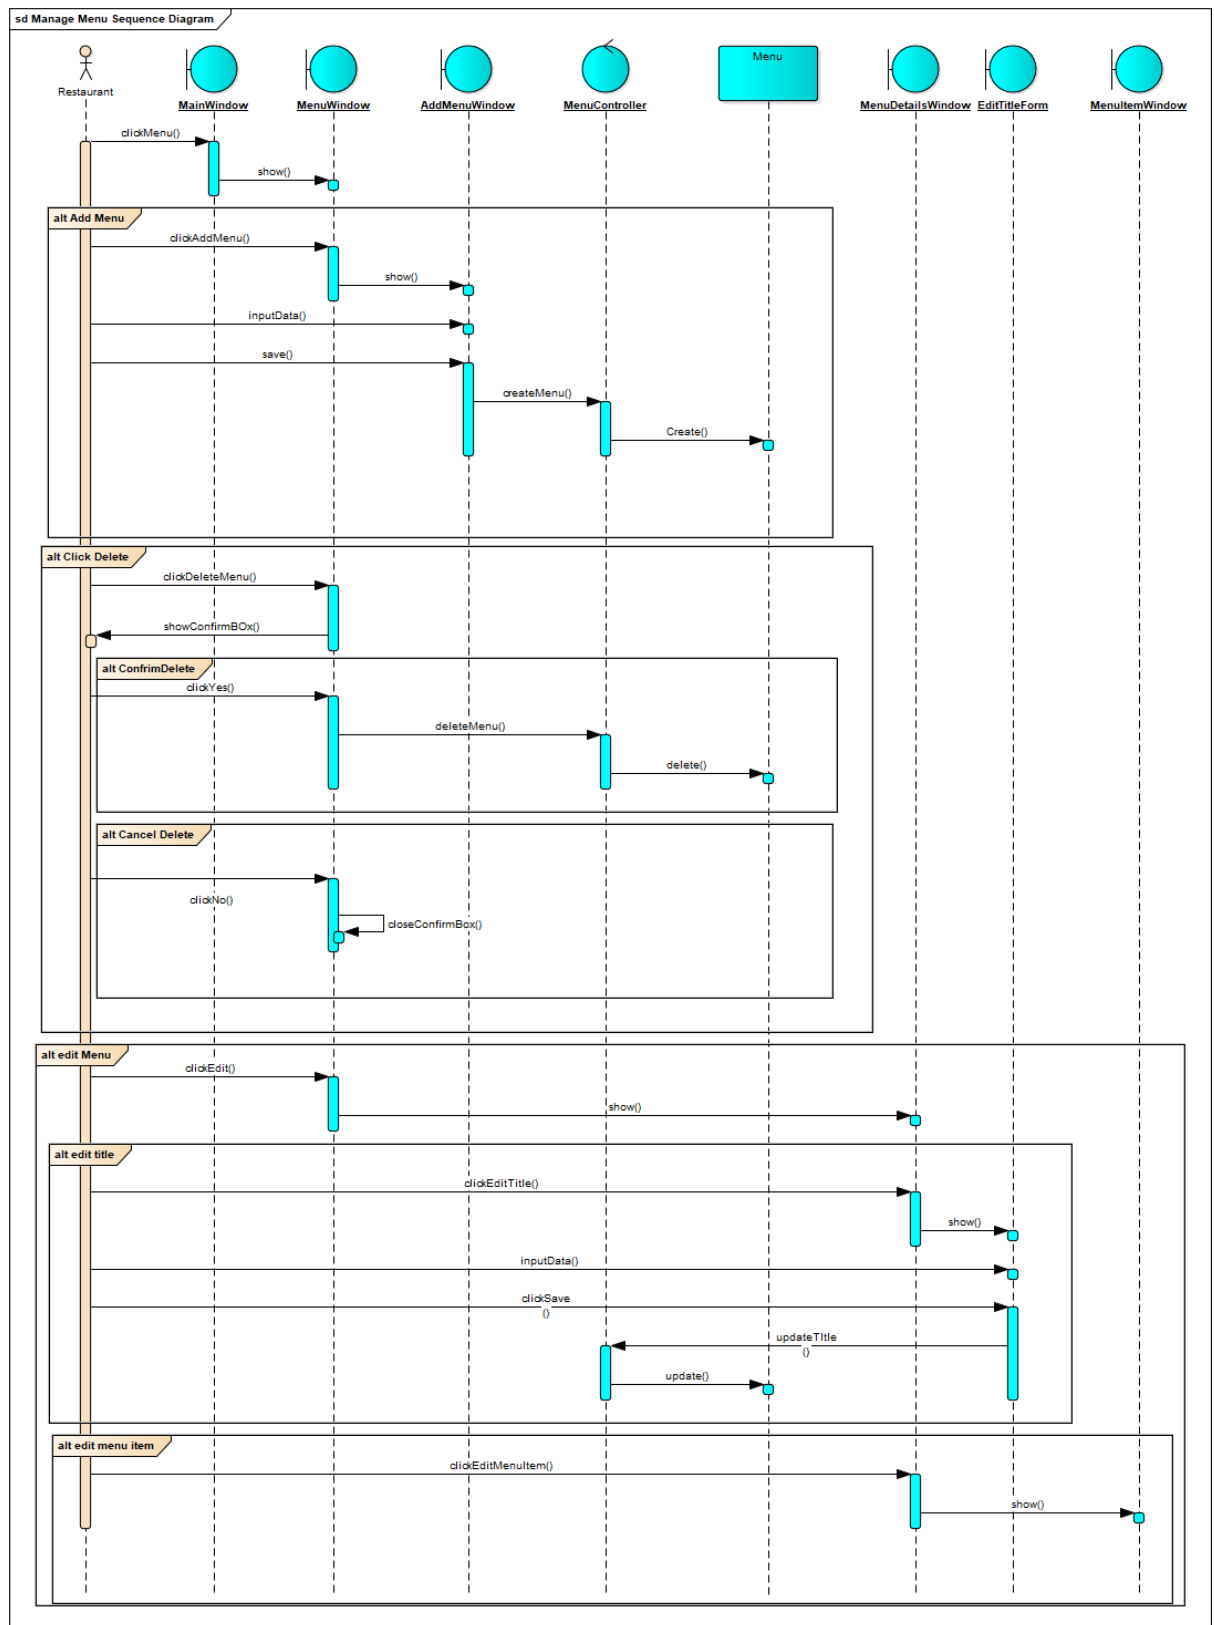 sd Manage Menu Sequence Diagram
Restaurant
MainWindow
MenuWindow
AddMenuWindow
MenuController
Menu
MenuDetailsWindow
EditTitleForm
MenuItemWindow
clickMenu()
show()
alt Add Menu
clickAddMenu()
show()
inputData()
save()
createMenu()
Create()
alt Click Delete
clickDeleteMenu()
showConfirmBOx()
alt ConfrimDelete
clickYes()
deleteMenu()
delete()
alt Cancel Delete
clickNo()
closeConfirmBox()
alt edit Menu
clickEdit()
show()
alt edit title
clickEditTitle()
show()
inputData()
clickSave
()
updateTItle
()
update()
alt edit menu item
clickEditMenuItem()
show()